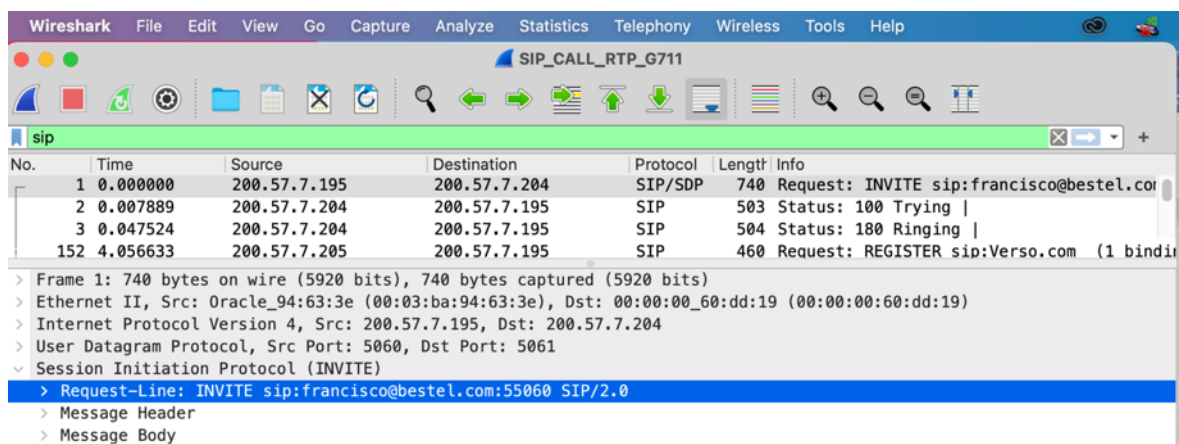 Wireshark File Edit View Go Capture Analyze Statistics Telephony Wireless Tools Help
SIP_CALL_RTP_G711
sip
No. Time Source Destination Protocol Length Info
1 0.000000 200.57.7.195 200.57.7.204 SIP/SDP 740 Request: INVITE sip:francisco@bestel.com
2 0.007889 200.57.7.204 200.57.7.195 SIP 503 Status: 100 Trying |
3 0.047524 200.57.7.204 200.57.7.195 SIP 504 Status: 180 Ringing |
152 4.056633 200.57.7.205 200.57.7.195 SIP 460 Request: REGISTER sip:Verso.com (1 bindi
> Frame 1: 740 bytes on wire (5920 bits), 740 bytes captured (5920 bits)
> Ethernet II, Src: Oracle_94:63:3e (00:03:ba:94:63:3e), Dst: 00:00:00_60:dd:19 (00:00:00:60:dd:19)
> Internet Protocol Version 4, Src: 200.57.7.195, Dst: 200.57.7.204
> User Datagram Protocol, Src Port: 5060, Dst Port: 5061
Session Initiation Protocol (INVITE)
> Request-Line: INVITE sip:francisco@bestel.com:55060 SIP/2.0
> Message Header
> Message Body